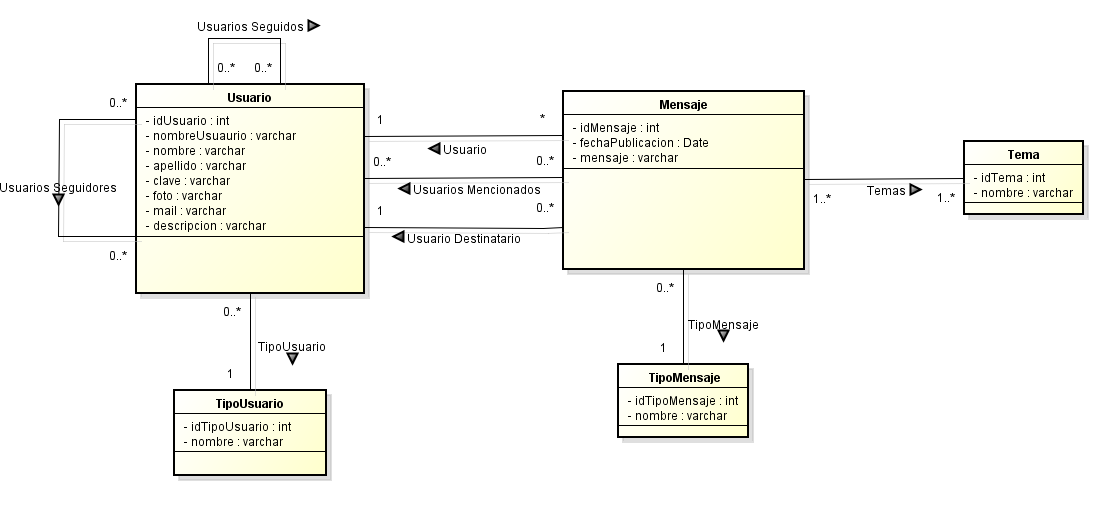 Usuarios Seguidos
0..* 0..*
0..*
Usuario
- idUsuario : int
- nombreUsuaurio : varchar
- nombre : varchar
- apellido : varchar
- clave : varchar
- foto : varchar
- mail : varchar
- descripcion : varchar
Usuarios Seguidores
0..*
1 *
Usuario
0..* 0..*
Usuarios Mencionados
1 0..*
Usuario Destinatario
Mensaje
- idMensaje : int
- fechaPublicacion : Date
- mensaje : varchar
Temas
1..* 1..*
Tema
- idTema : int
- nombre : varchar
0..*
TipoUsuario
1
TipoUsuario
- idTipoUsuario : int
- nombre : varchar
0..*
TipoMensaje
1
TipoMensaje
- idTipoMensaje : int
- nombre : varchar